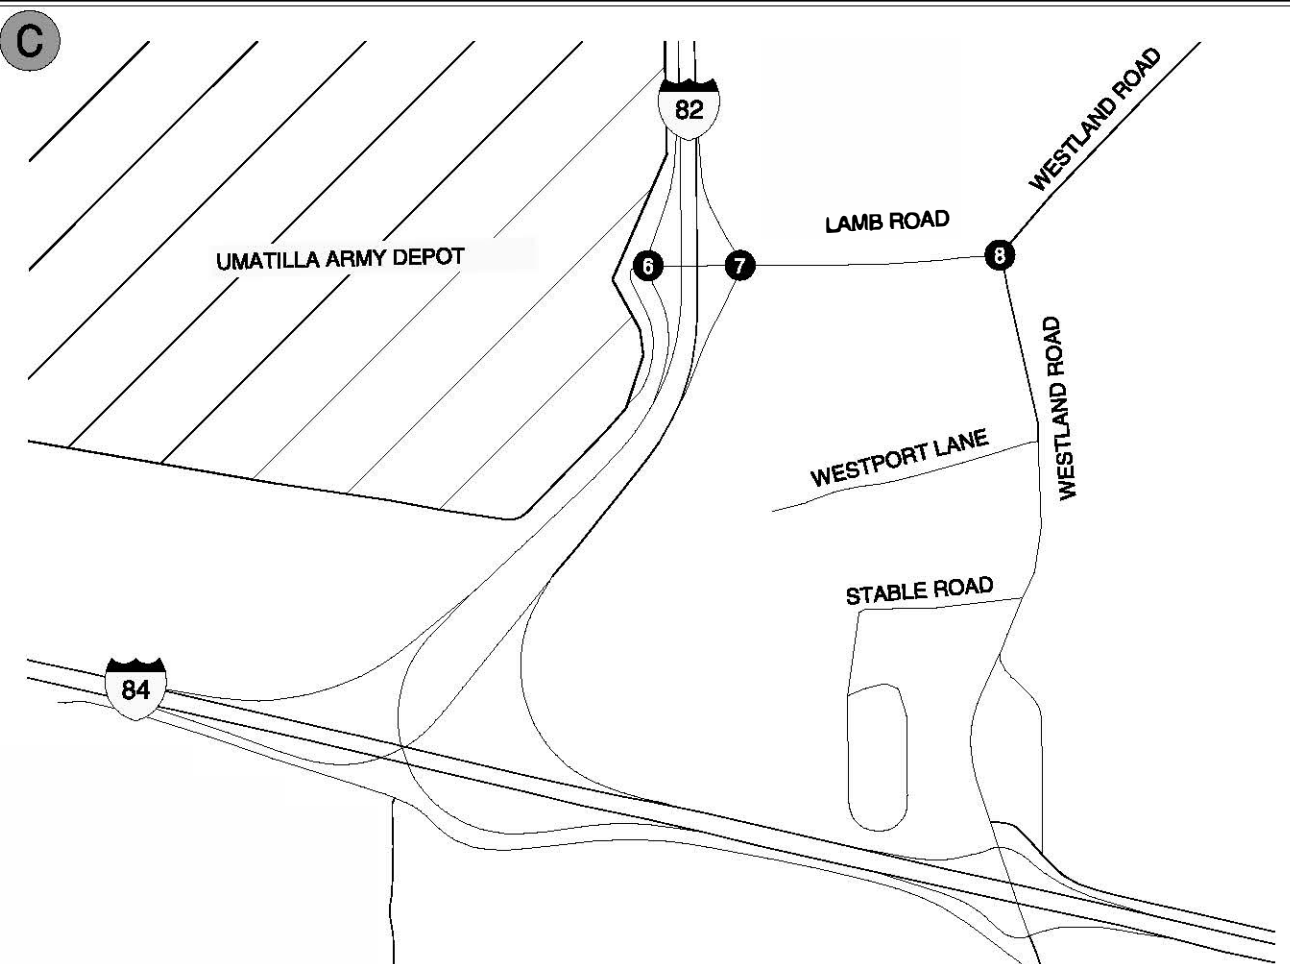 C
82
WESTLAND ROAD
LAMB ROAD
UMATILLA ARMY DEPOT
6
7
8
WESTLAND ROAD
WESTPORT LANE
STABLE ROAD
84